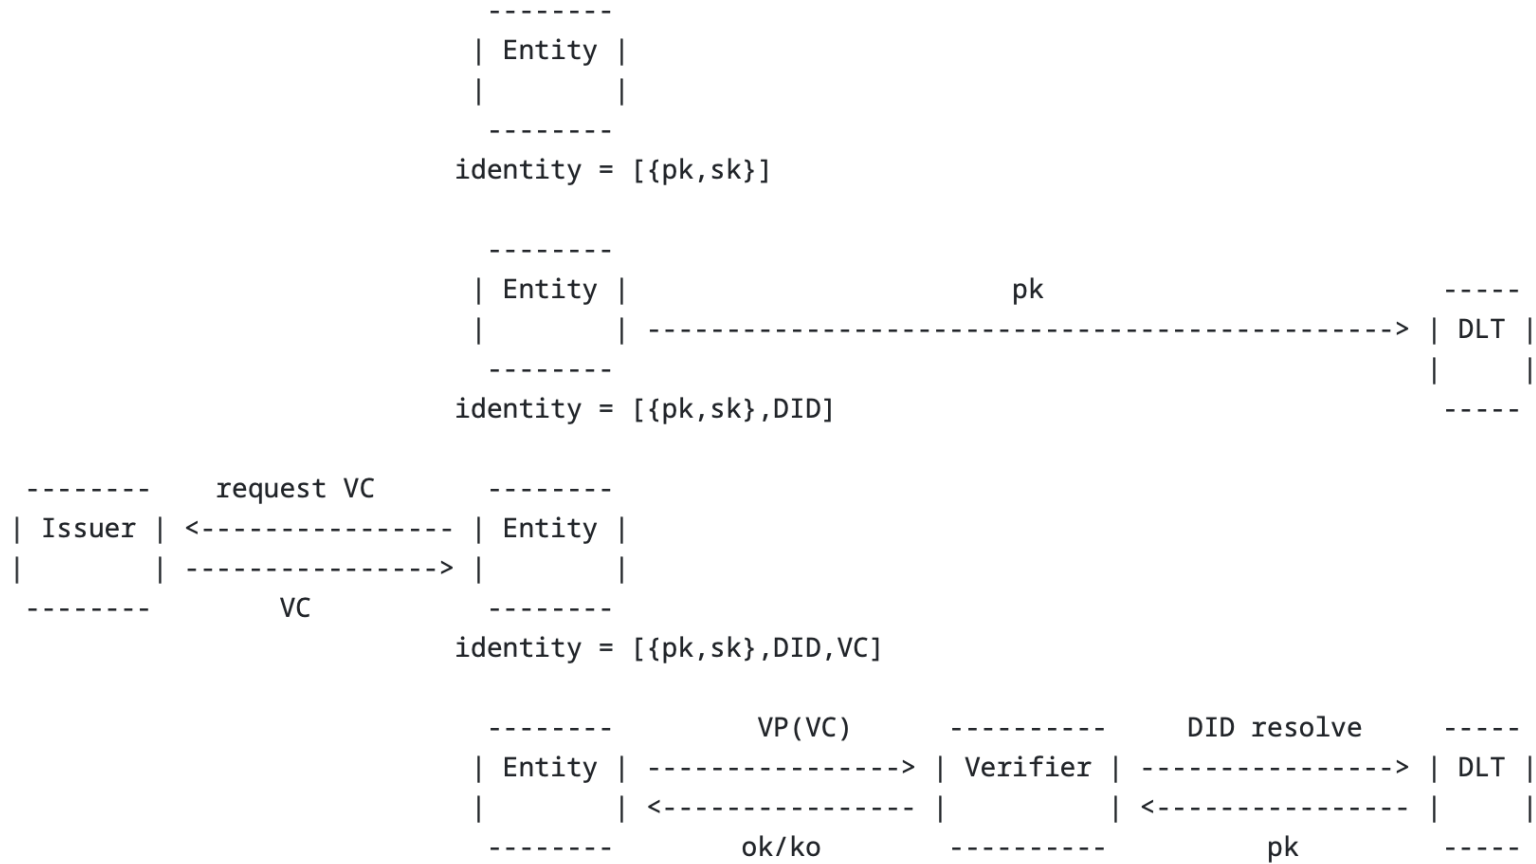 --------
| Entity |
|        |
--------
identity = [{pk,sk}]
--------
| Entity | pk -----
|        | -----------------------------------------------> | DLT |
-------- |     |
identity = [{pk,sk},DID] -----
-------- request VC --------
| Issuer | <---------------- | Entity |
|        | ----------------> |        |
-------- VC --------
identity = [{pk,sk},DID,VC]
-------- VP(VC) ---------- DID resolve -----
| Entity | ----------------> | Verifier | ----------------> | DLT |
|        | <---------------- |          | <---------------- |     |
-------- ok/ko ---------- pk -----